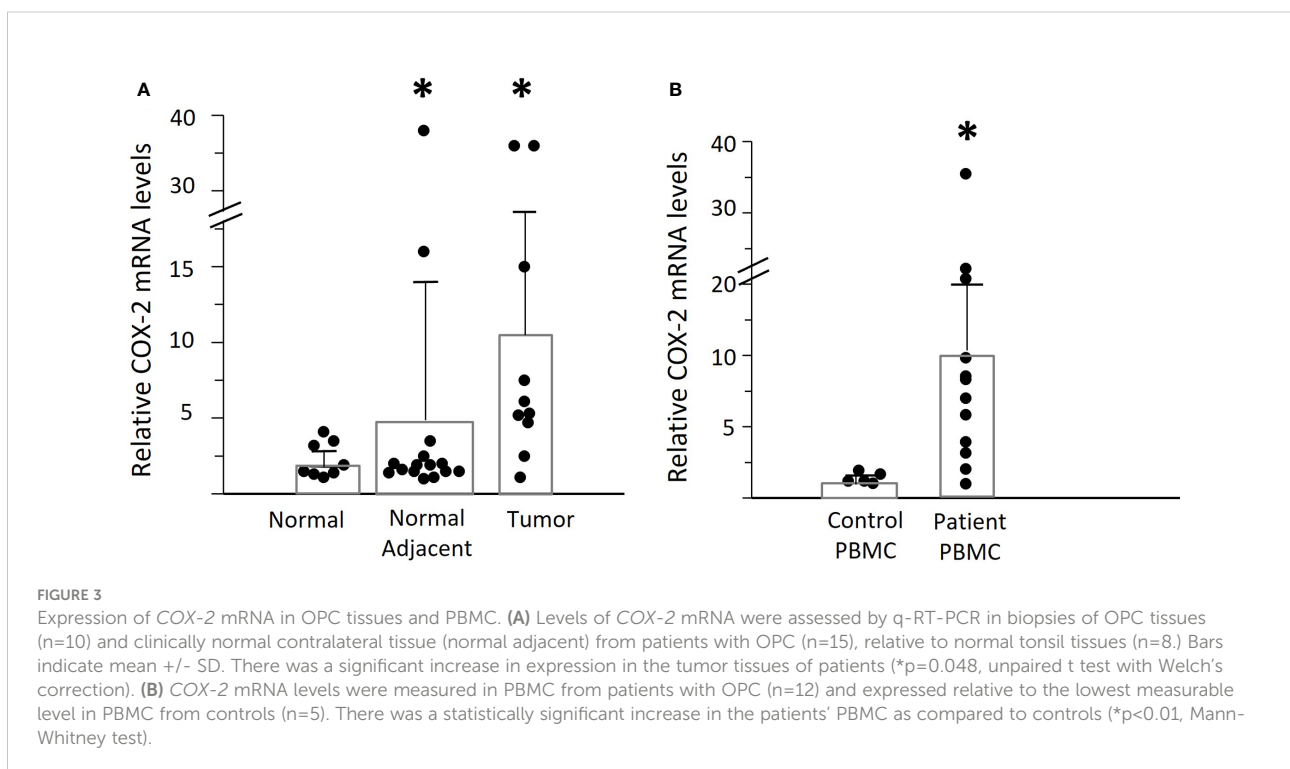 A
*
*
Relative COX-2 mRNA levels
40
30
15
10
5
Normal
Normal
Adjacent
Tumor
B
*
Relative COX-2 mRNA levels
40
30
20
10
5
Control
PBMC
Patient
PBMC
FIGURE 3
Expression of COX-2 mRNA in OPC tissues and PBMC. (A) Levels of COX-2 mRNA were assessed by q-RT-PCR in biopsies of OPC tissues
(n=10) and clinically normal contralateral tissue (normal adjacent) from patients with OPC (n=15), relative to normal tonsil tissues (n=8.) Bars
indicate mean +/- SD. There was a significant increase in expression in the tumor tissues of patients (*p=0.048, unpaired t test with Welch's
correction). (B) COX-2 mRNA levels were measured in PBMC from patients with OPC (n=12) and expressed relative to the lowest measurable
level in PBMC from controls (n=5). There was a statistically significant increase in the patients' PBMC as compared to controls (*p<0.01, Mann-
Whitney test).